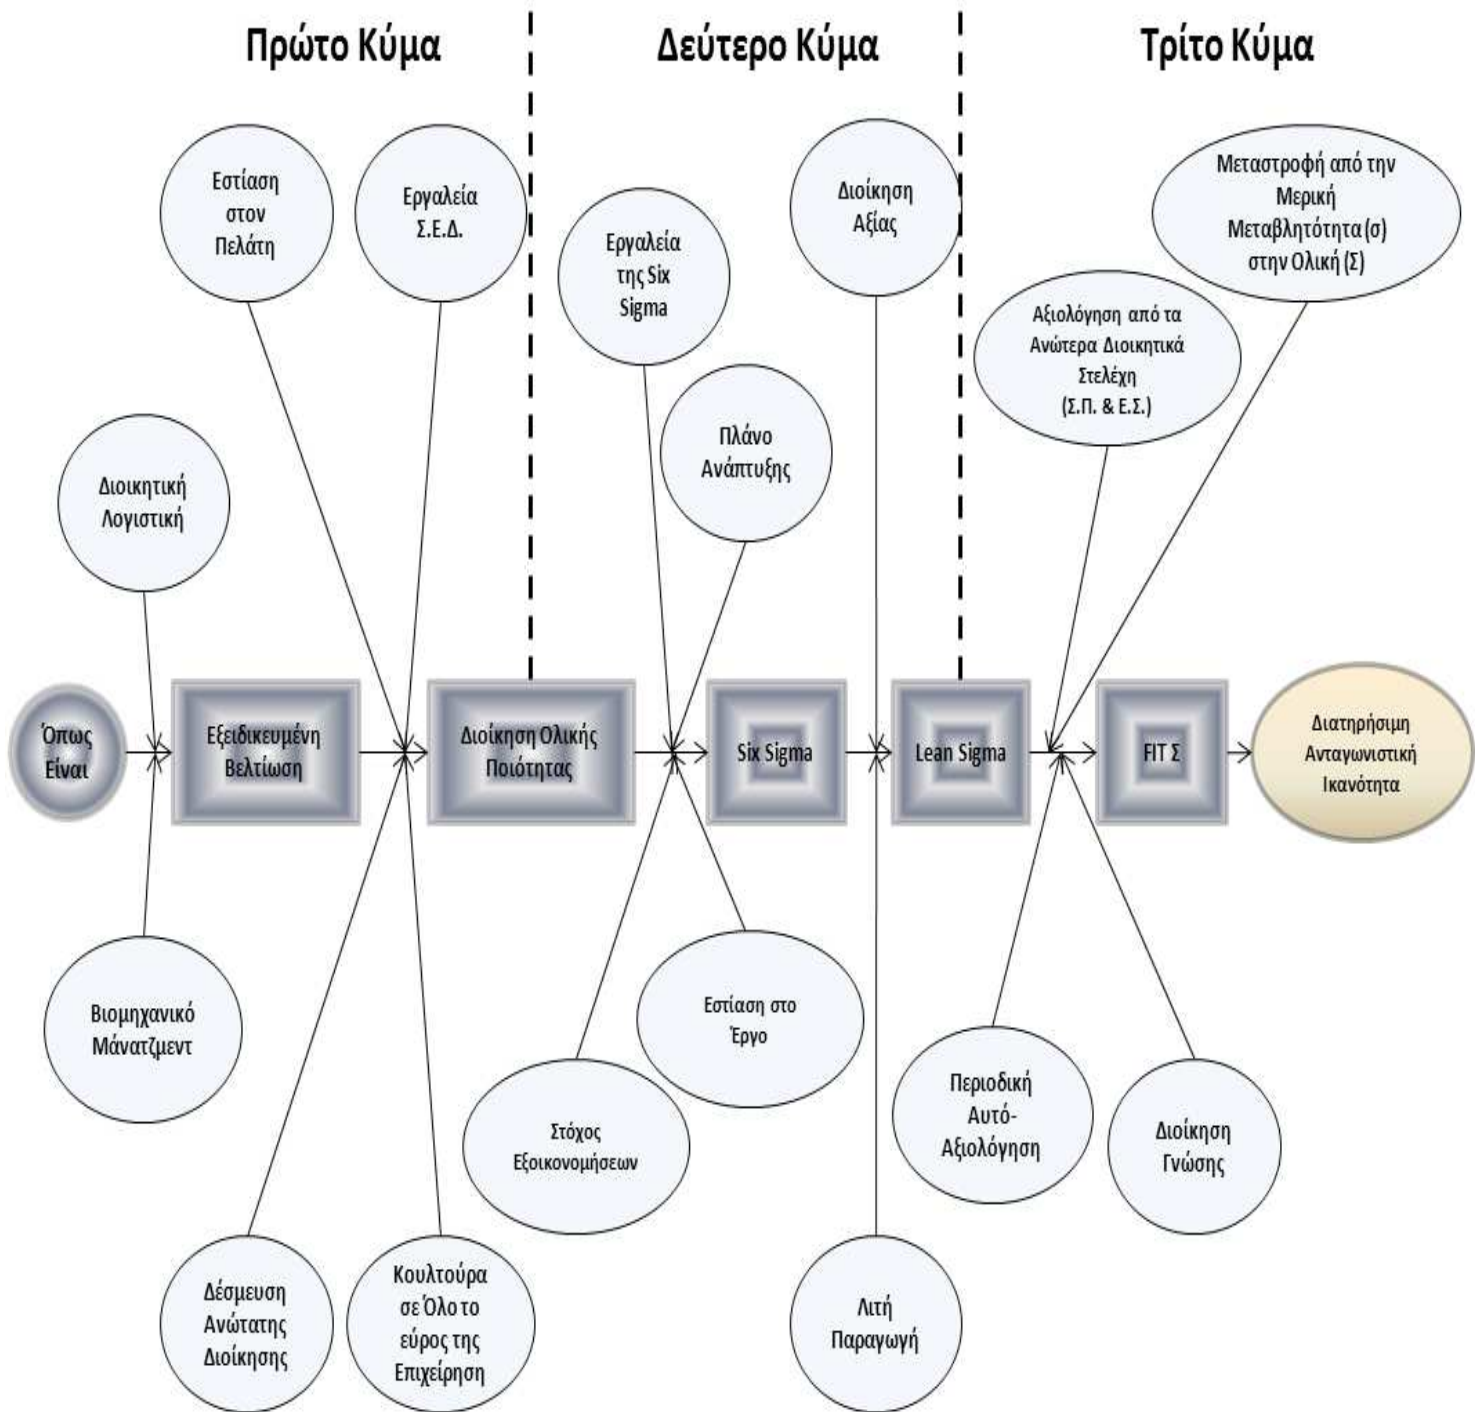 Πρώτο Κύμα
Δεύτερο Κύμα
Τρίτο Κύμα
Εστίαση
στον
Πελάτη
Εργαλεία
Σ.Ε.Δ.
Εργαλεία
της Six
Sigma
Διοίκηση
Αξίας
Μεταστροφή από την
Μερική
Μεταβλητότητα (σ)
στην Ολική (Σ)
Αξιολόγηση από τα
Ανώτερα Διοικητικά
Στελέχη
(Σ.Π. & Ε.Σ.)
Πλάνο
Ανάπτυξης
Διοικητική
Λογιστική
Όπως
Είναι
Εξειδικευμένη
Βελτίωση
Διοίκηση Ολικής
Ποιότητας
Six Sigma
Lean Sigma
FIT Σ
Διατηρήσιμη
Ανταγωνιστική
Ικανότητα
Βιομηχανικό
Μάνατζμεντ
Εστίαση στο
Έργο
Στόχος
Εξοικονομήσεων
Περιοδική
Αυτό-
Αξιολόγηση
Διοίκηση
Γνώσης
Δέσμευση
Ανώτατης
Διοίκησης
Κουλτούρα
σε Όλο το
εύρος της
Επιχείρηση
Λιτή
Παραγωγή